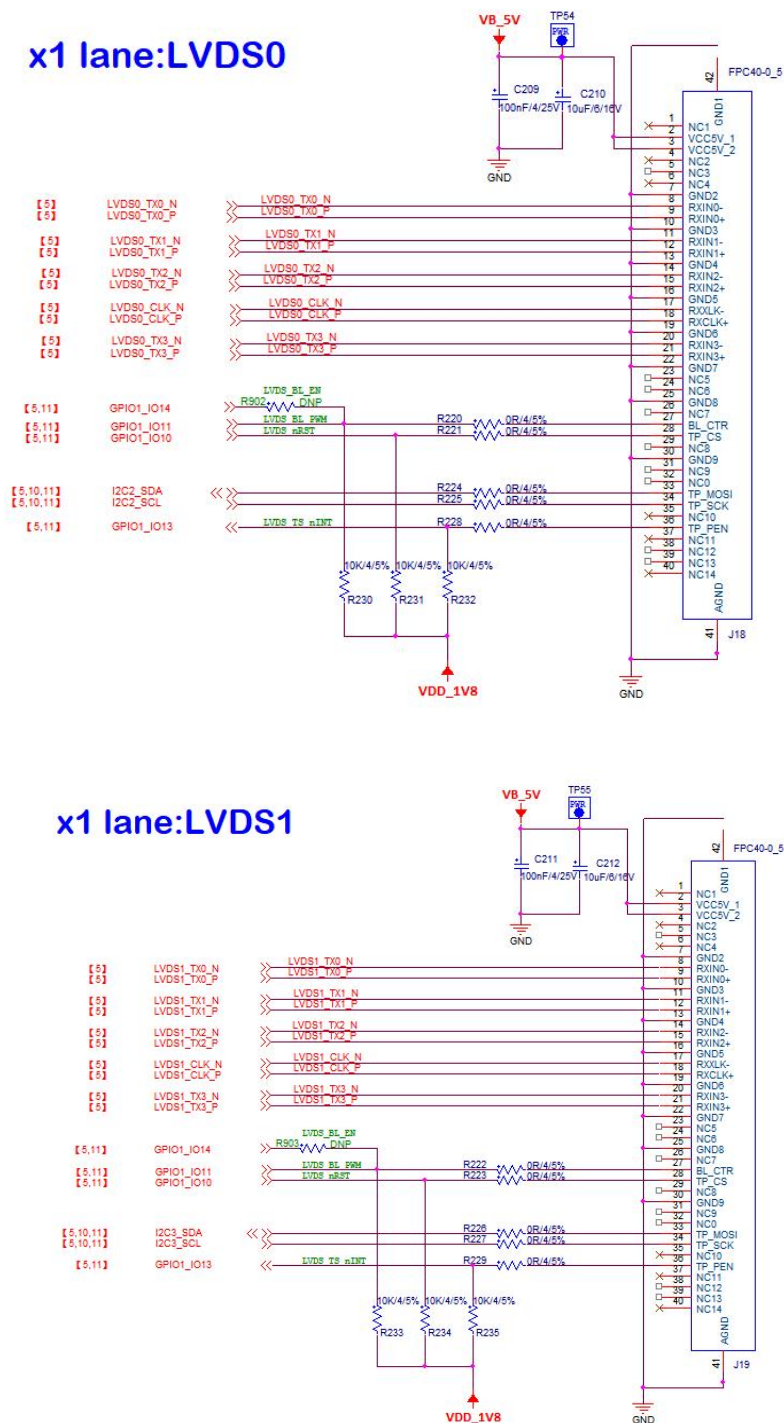 x1 lane:LVDS0
VB_5V
TP54
PWR
C209
100nF/4/25V
C210
10uF/6/16V
GND
42
FPC40-0_5
GND1
1 NC1
2 VCC5V_1
3 VCC5V_2
4 NC2
5 NC3
6 NC4
7 GND2
【5】 LVDS0_TX0_N LVDS0_TX0_N 8 RXIN0-
【5】 LVDS0_TX0_P LVDS0_TX0_P 9 RXIN0+
10 GND3
【5】 LVDS0_TX1_N LVDS0_TX1_N 11 RXIN1-
【5】 LVDS0_TX1_P LVDS0_TX1_P 12 RXIN1+
13 GND4
【5】 LVDS0_TX2_N LVDS0_TX2_N 14 RXIN2-
【5】 LVDS0_TX2_P LVDS0_TX2_P 15 RXIN2+
16 GND5
【5】 LVDS0_CLK_N LVDS0_CLK_N 17 RXXLK-
【5】 LVDS0_CLK_P LVDS0_CLK_P 18 RXCLK+
19 GND6
【5】 LVDS0_TX3_N LVDS0_TX3_N 20 RXIN3-
【5】 LVDS0_TX3_P LVDS0_TX3_P 21 RXIN3+
22 GND7
23 NC5
24 NC6
LVDS_BL_EN
【5,11】 GPIO1_IO14 R902 DNP 25 GND8
26 NC7
【5,11】 GPIO1_IO11 LVDS BL PWM R220 0R/4/5% 27 BL_CTR
【5,11】 GPIO1_IO10 LVDS nRST R221 0R/4/5% 28 TP_CS
29 NC8
30 GND9
31 NC9
32 NC0
【5,10,11】 I2C2_SDA R224 0R/4/5% 33 TP_MOSI
【5,10,11】 I2C2_SCL R225 0R/4/5% 34 TP_SCK
35 NC10
【5,11】 GPIO1_IO13 LVDS TS nINT R228 0R/4/5% 36 TP_PEN
37 NC11
38 NC12
39 NC13
40 NC14
10K/4/5% 10K/4/5% 10K/4/5%
R230 R231 R232
AGND
41
J18
GND
VDD_1V8
x1 lane:LVDS1
VB_5V
TP55
PWR
C211
100nF/4/25V
C212
10uF/6/16V
GND
42
FPC40-0_5
GND1
1 NC1
2 VCC5V_1
3 VCC5V_2
4 NC2
5 NC3
6 NC4
7 GND2
【5】 LVDS1_TX0_N LVDS1_TX0_N 8 RXIN0-
【5】 LVDS1_TX0_P LVDS1_TX0_P 9 RXIN0+
10 GND3
【5】 LVDS1_TX1_N LVDS1_TX1_N 11 RXIN1-
【5】 LVDS1_TX1_P LVDS1_TX1_P 12 RXIN1+
13 GND4
【5】 LVDS1_TX2_N LVDS1_TX2_N 14 RXIN2-
【5】 LVDS1_TX2_P LVDS1_TX2_P 15 RXIN2+
16 GND5
【5】 LVDS1_CLK_N LVDS1_CLK_N 17 RXXLK-
【5】 LVDS1_CLK_P LVDS1_CLK_P 18 RXCLK+
19 GND6
【5】 LVDS1_TX3_N LVDS1_TX3_N 20 RXIN3-
【5】 LVDS1_TX3_P LVDS1_TX3_P 21 RXIN3+
22 GND7
23 NC5
24 NC6
LVDS_BL_EN
【5,11】 GPIO1_IO14 R903 DNP 25 GND8
26 NC7
【5,11】 GPIO1_IO11 LVDS BL PWM R222 0R/4/5% 27 BL_CTR
【5,11】 GPIO1_IO10 LVDS nRST R223 0R/4/5% 28 TP_CS
29 NC8
30 GND9
31 NC9
32 NC0
【5,10,11】 I2C3_SDA R226 0R/4/5% 33 TP_MOSI
【5,10,11】 I2C3_SCL R227 0R/4/5% 34 TP_SCK
35 NC10
【5,11】 GPIO1_IO13 LVDS TS nINT R229 0R/4/5% 36 TP_PEN
37 NC11
38 NC12
39 NC13
40 NC14
10K/4/5% 10K/4/5% 10K/4/5%
R233 R234 R235
AGND
41
J19
GND
VDD_1V8